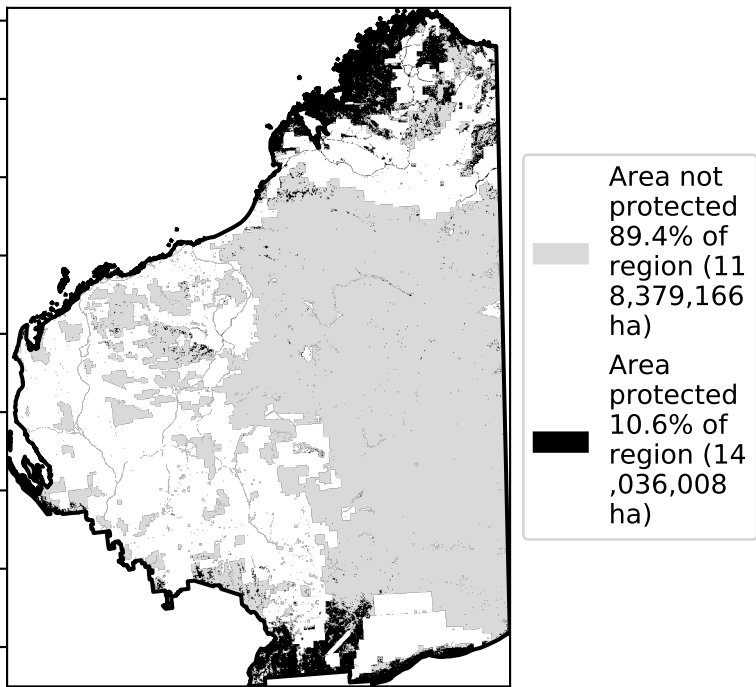 Area not
protected
89.4% of
region (11
8,379,166
ha)
Area
protected
10.6% of
region (14
,036,008
ha)